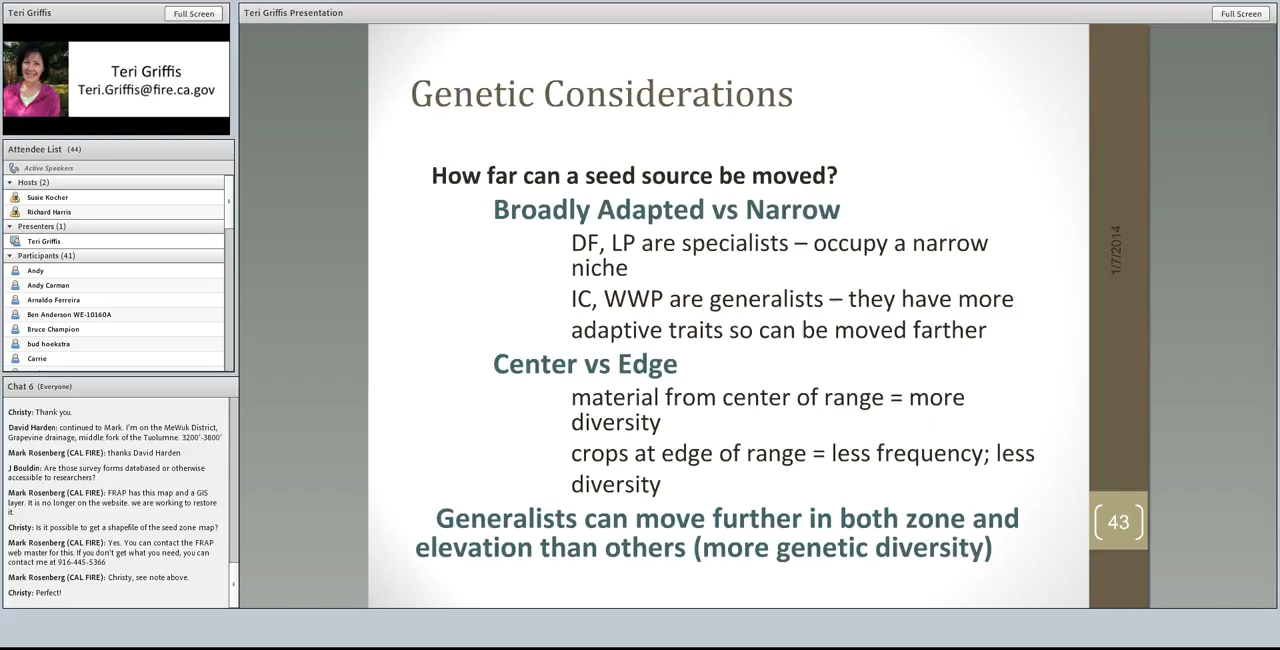 Teri Griffis
Full Screen
Teri Griffis
Teri.Griffis@fire.ca.gov
Attendee List (44)
Active Speakers
Hosts (2)
Susie Kocher
Richard Harris
Presenters (1)
Teri Griffis
Participants (41)
Andy
Andy Carman
Arnaldo Ferreira
Ben Anderson WE-10160A
Bruce Champion
bud hoekstra
Carrie
Chat 6 (Everyone)
Christy: Thank you.
David Harden: continued to Mark. I'm on the MeWuk District,
Grapevine drainage, middle fork of the Tuolumne. 3200'-3800'
Mark Rosenberg (CAL FIRE): thanks David Harden
J Bouldin: Are those survey forms databased or otherwise
accessible to researchers?
Mark Rosenberg (CAL FIRE): FRAP has this map and a GIS
layer. It is no longer on the website. we are working to restore
it.
Christy: Is it possible to get a shapefile of the seed zone map?
Mark Rosenberg (CAL FIRE): Yes. You can contact the FRAP
web master for this. If you don't get what you need, you can
contact me at 916-445-5366
Mark Rosenberg (CAL FIRE): Christy, see note above.
Christy: Perfect!
Teri Griffis Presentation
Full Screen
Genetic Considerations
How far can a seed source be moved?
Broadly Adapted vs Narrow
DF, LP are specialists – occupy a narrow
niche
IC, WWP are generalists – they have more
adaptive traits so can be moved farther
Center vs Edge
material from center of range = more
diversity
crops at edge of range = less frequency; less
diversity
Generalists can move further in both zone and
elevation than others (more genetic diversity)
1/7/2014
43